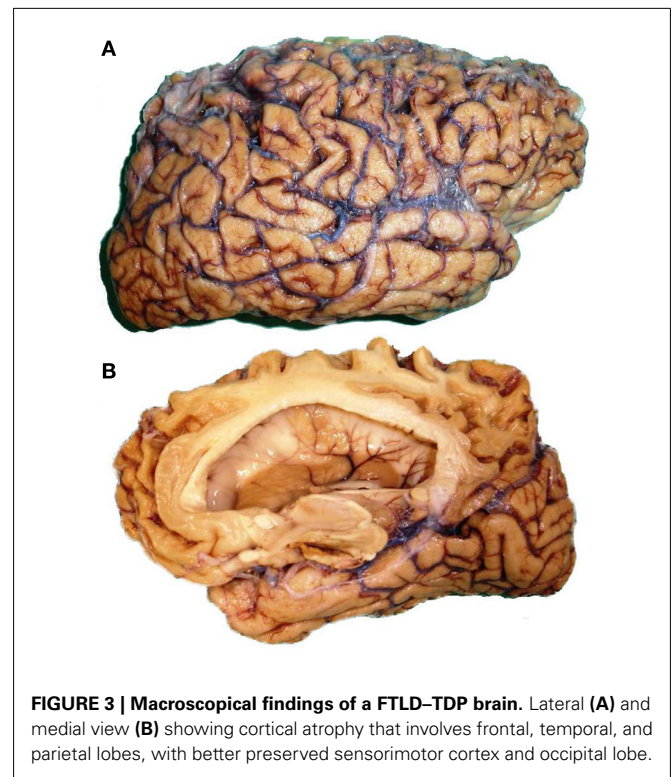 A
B
FIGURE 3 | Macroscopical findings of a FTLD–TDP brain. Lateral (A) and
medial view (B) showing cortical atrophy that involves frontal, temporal, and
parietal lobes, with better preserved sensorimotor cortex and occipital lobe.